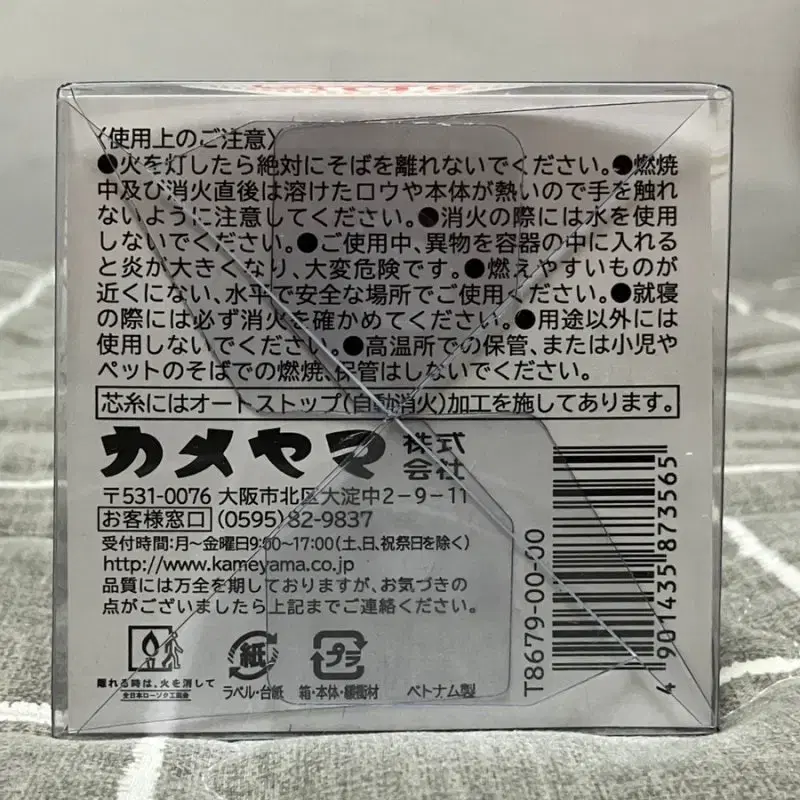 〈使用上のご注意〉
●火を灯したら絶対にそばを離れないでください。●燃焼
中及び消火直後は溶けたロウや本体が熱いので手を触れ
ないように注意してください。●消火の際には水を使用
しないでください。●ご使用中、異物を容器の中に入れる
と炎が大きくなり、大変危険です。●燃えやすいものが
近くにない、水平で安全な場所でご使用ください。●就寝
の際には必ず消火を確かめてください。●用途以外には
使用しないでください。●高温所での保管、または小児や
ペットのそばでの燃焼、保管はしないでください。
芯糸にはオートストップ(自動消火)加工を施してあります。
カメヤマ 株式会社
〒531-0076 大阪市北区大淀中2-9-11
お客様窓口 (0595)82-9837
受付時間:月〜金曜日9:00〜17:00(土、日、祝祭日を除く)
http://www.kameyama.co.jp
品質には万全を期しておりますが、お気づきの
点がございましたら上記までご連絡ください。
離れる時は、火を消して
全日本ローソク工業会
紙
ラベル・台紙
プラ
箱・本体・緩衝材
ベトナム製
T8679-00-00
4901435873565